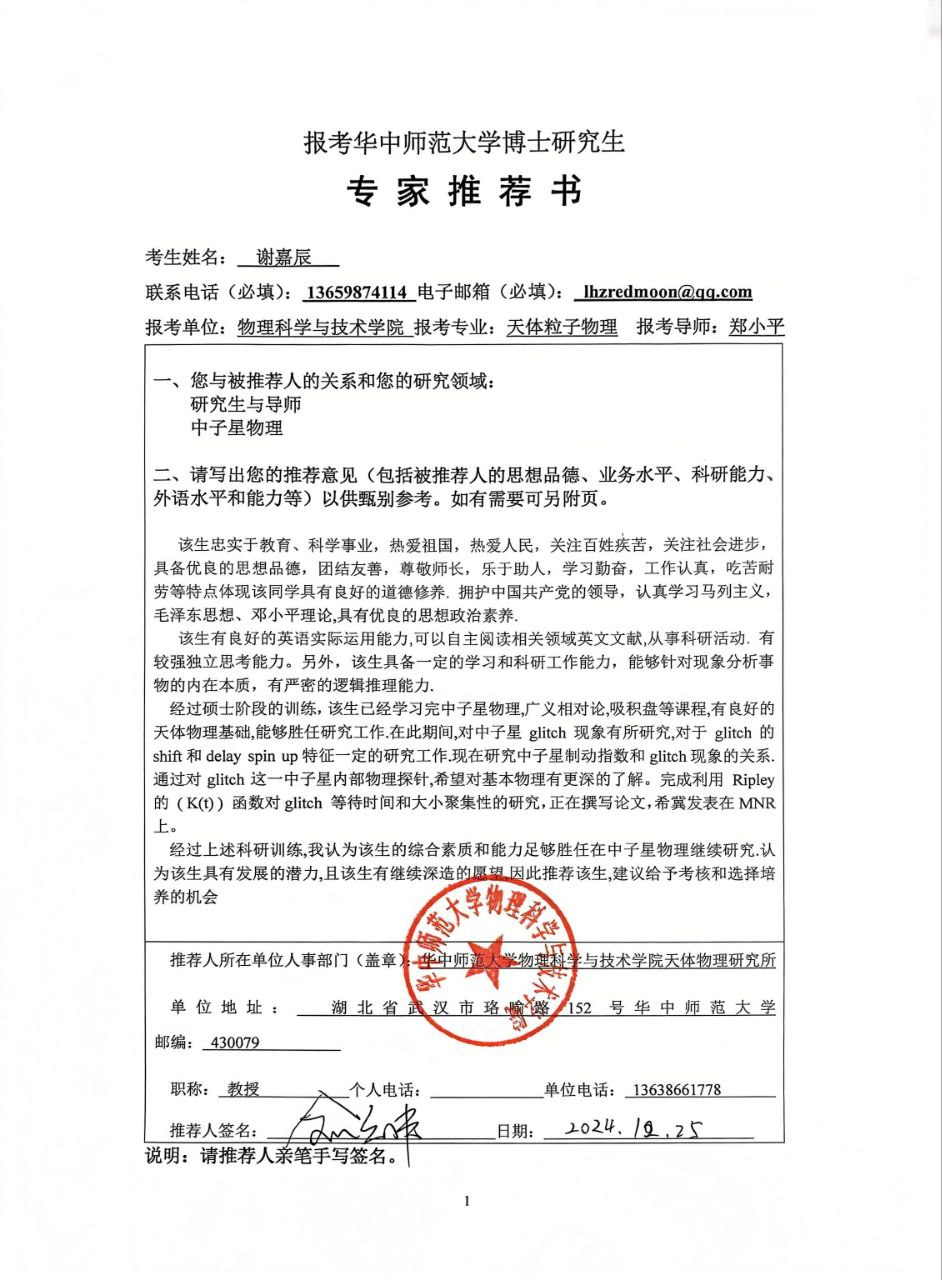 报考华中师范大学博士研究生
专家推荐书
考生姓名： 谢嘉辰
联系电话（必填）： 13659874114 电子邮箱（必填）： lhzredmoon@qq.com
报考单位：物理科学与技术学院 报考专业：天体粒子物理 报考导师：郑小平
一、您与被推荐人的关系和您的研究领域：
研究生与导师
中子星物理
二、请写出您的推荐意见（包括被推荐人的思想品德、业务水平、科研能力、
外语水平和能力等）以供甄别参考。如有需要可另附页。
该生忠实于教育、科学事业，热爱祖国，热爱人民，关注百姓疾苦，关注社会进步，
具备优良的思想品德，团结友善，尊敬师长，乐于助人，学习勤奋，工作认真，吃苦耐
劳等特点体现该同学具有良好的道德修养. 拥护中国共产党的领导，认真学习马列主义，
毛泽东思想、邓小平理论,具有优良的思想政治素养.
该生有良好的英语实际运用能力,可以自主阅读相关领域英文文献,从事科研活动. 有
较强独立思考能力。另外，该生具备一定的学习和科研工作能力，能够针对现象分析事
物的内在本质，有严密的逻辑推理能力.
经过硕士阶段的训练，该生已经学习完中子星物理,广义相对论,吸积盘等课程,有良好的
天体物理基础,能够胜任研究工作.在此期间,对中子星 glitch 现象有所研究,对于 glitch 的
shift 和 delay spin up 特征一定的研究工作.现在研究中子星制动指数和 glitch 现象的关系.
通过对 glitch 这一中子星内部物理探针,希望对基本物理有更深的了解。完成利用 Ripley
的（K(t)）函数对 glitch 等待时间和大小聚集性的研究，正在撰写论文，希冀发表在 MNR
上。
经过上述科研训练,我认为该生的综合素质和能力足够胜任在中子星物理继续研究.认
为该生具有发展的潜力,且该生有继续深造的愿望,因此推荐该生,建议给予考核和选择培
养的机会
华中师范大学物理科学与技术学院
推荐人所在单位人事部门（盖章）：华中师范大学物理科学与技术学院天体物理研究所
单位地址： 湖北省武汉市珞喻路 152 号华中师范大学
邮编： 430079
职称： 教授 个人电话： 单位电话： 13638661778
推荐人签名： 日期： 2024.12.25
说明：请推荐人亲笔手写签名。
1